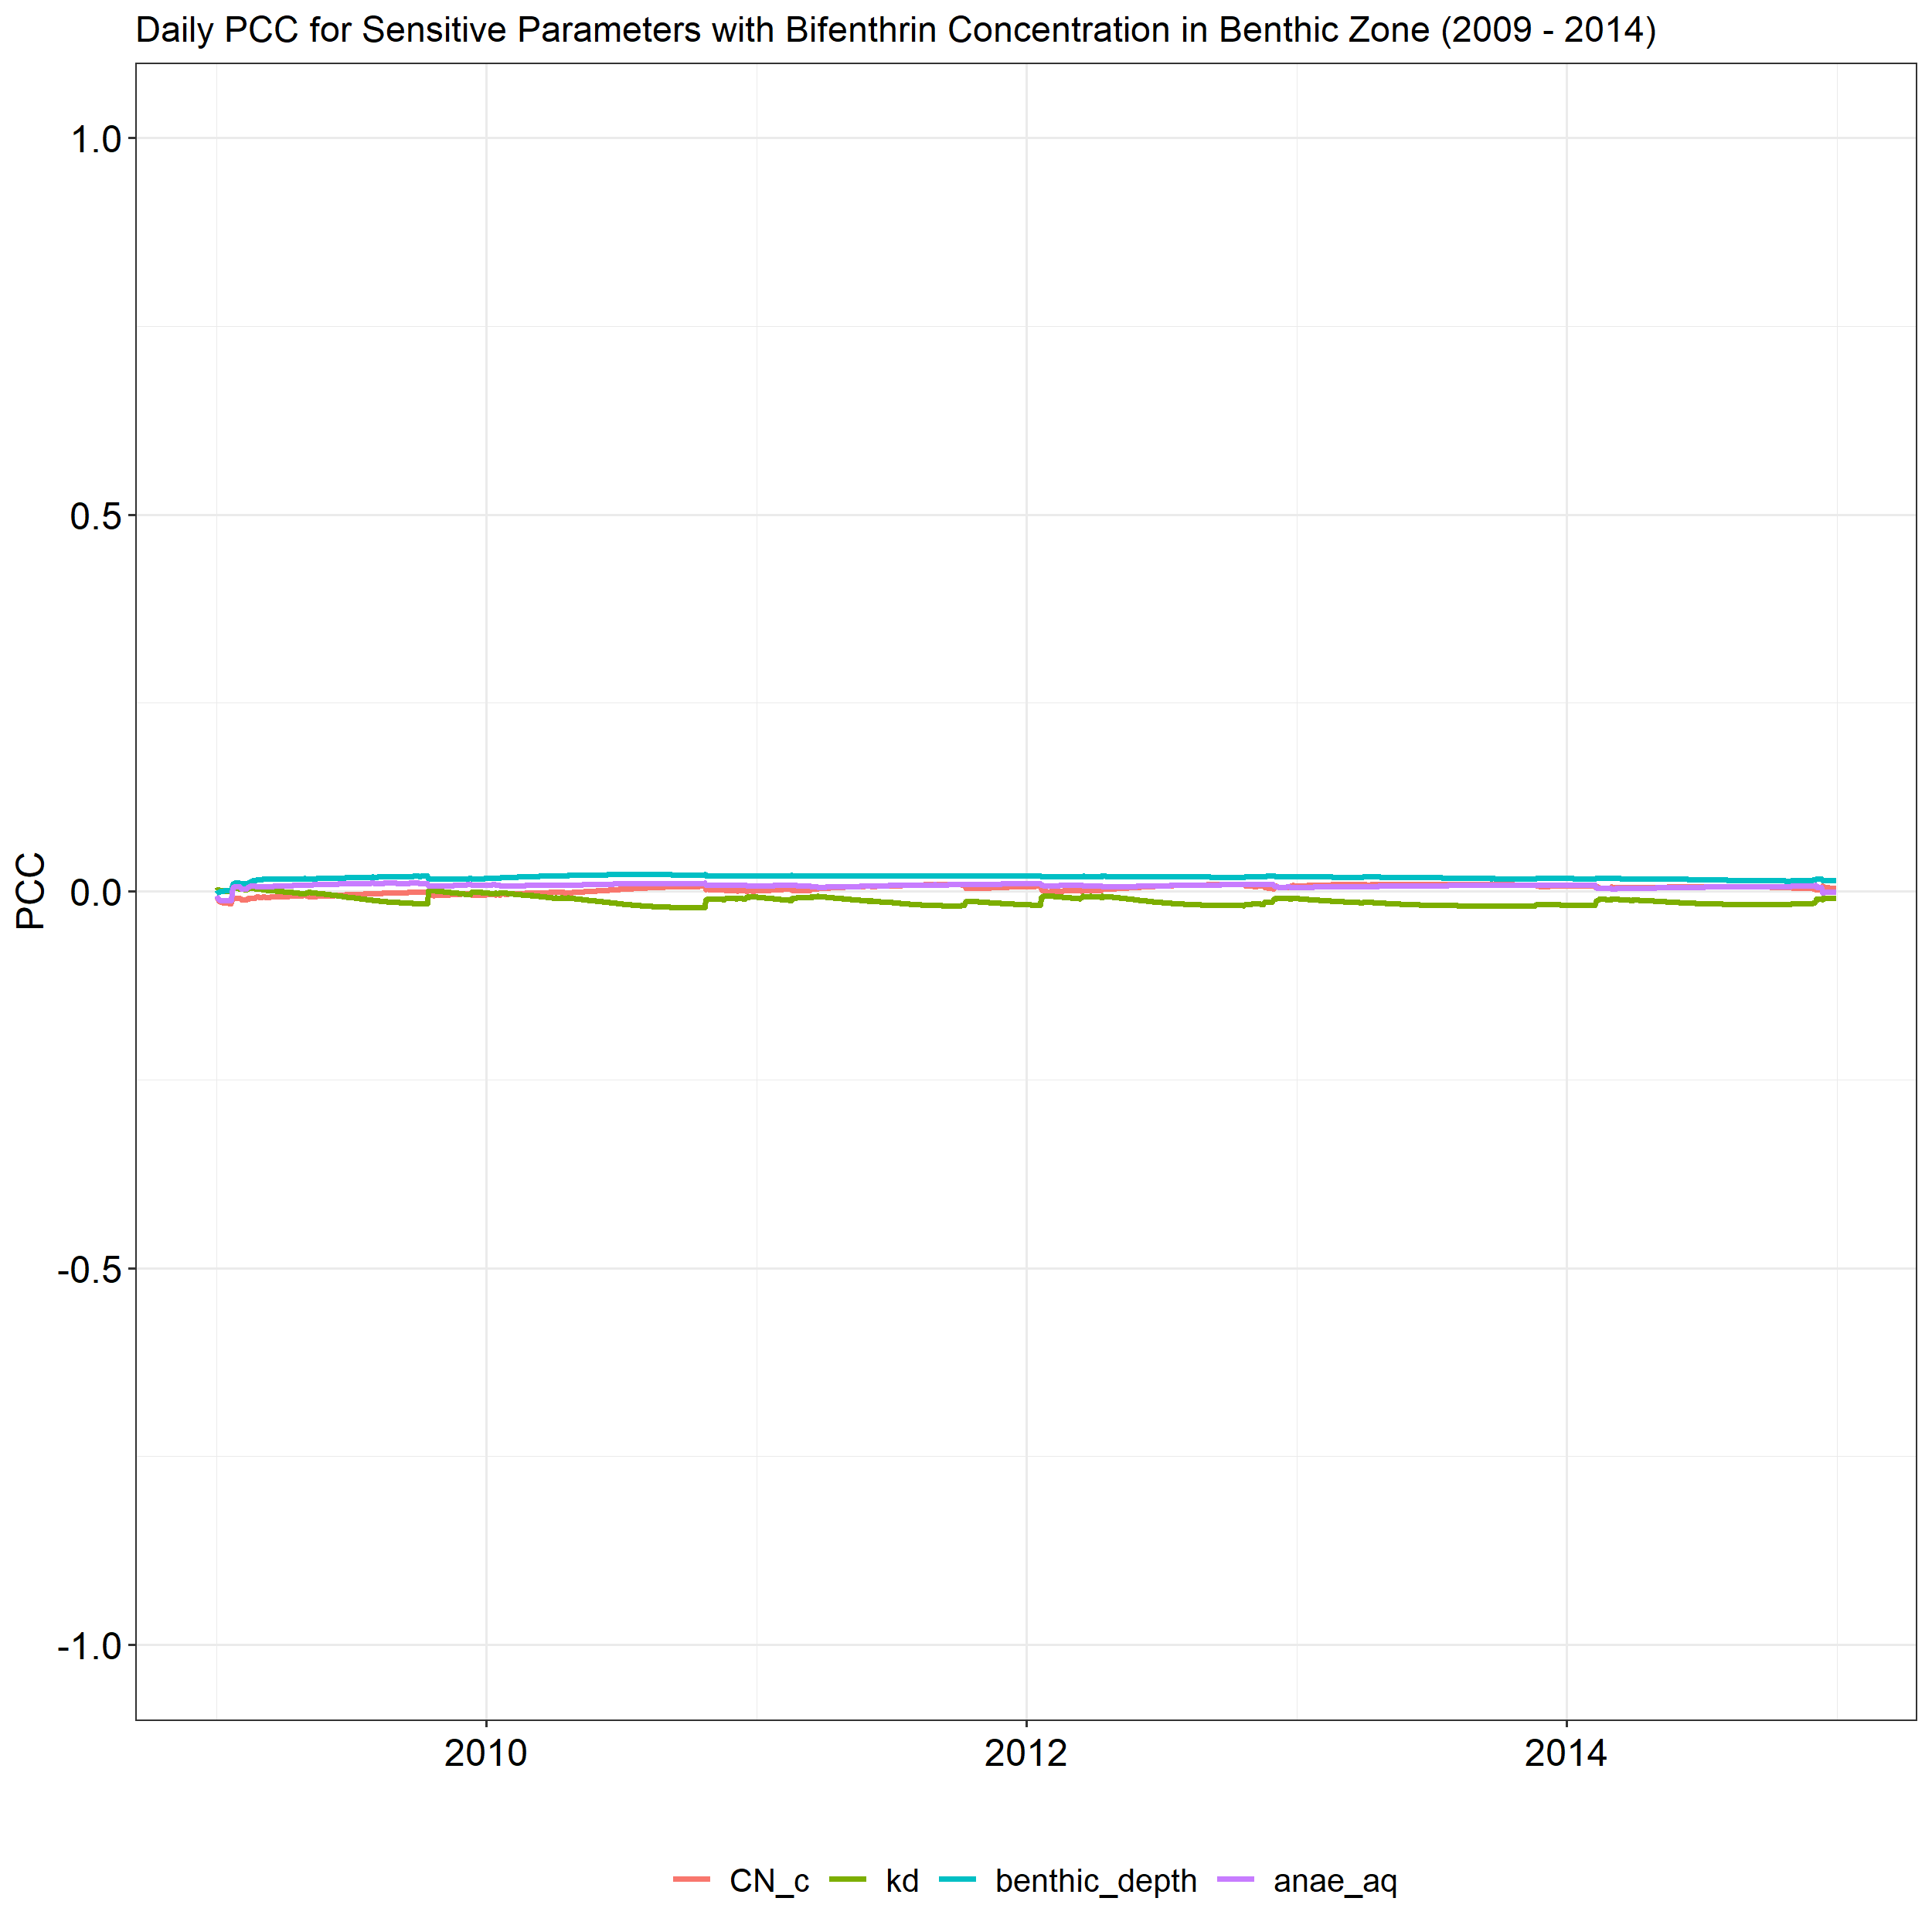 Daily PCC for Sensitive Parameters with Bifenthrin Concentration in Benthic Zone (2009 - 2014)
1.0
0.5
0.0
-0.5
-1.0
PCC
2010 2012 2014
CN_c kd benthic_depth anae_aq